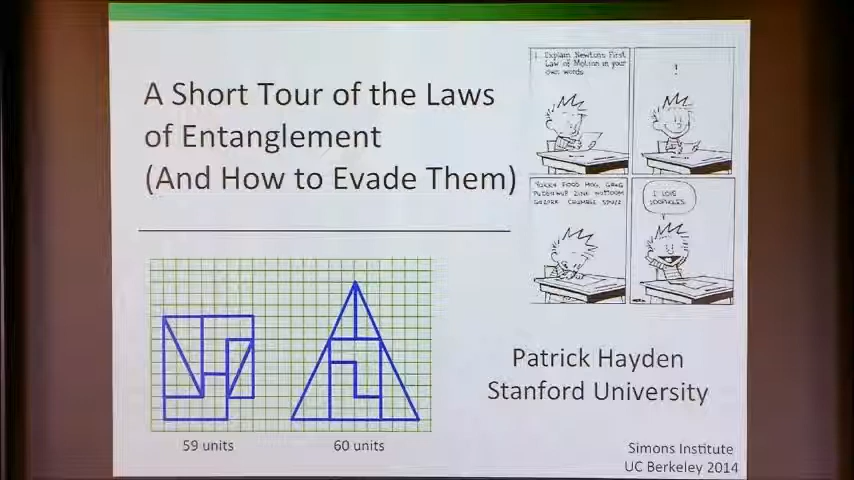 A Short Tour of the Laws
of Entanglement
(And How to Evade Them)
1. Explain Newton's First
Law of Motion in your
own words.
!
I LOVE
LOOPHOLES.
59 units
60 units
Patrick Hayden
Stanford University
Simons Institute
UC Berkeley 2014